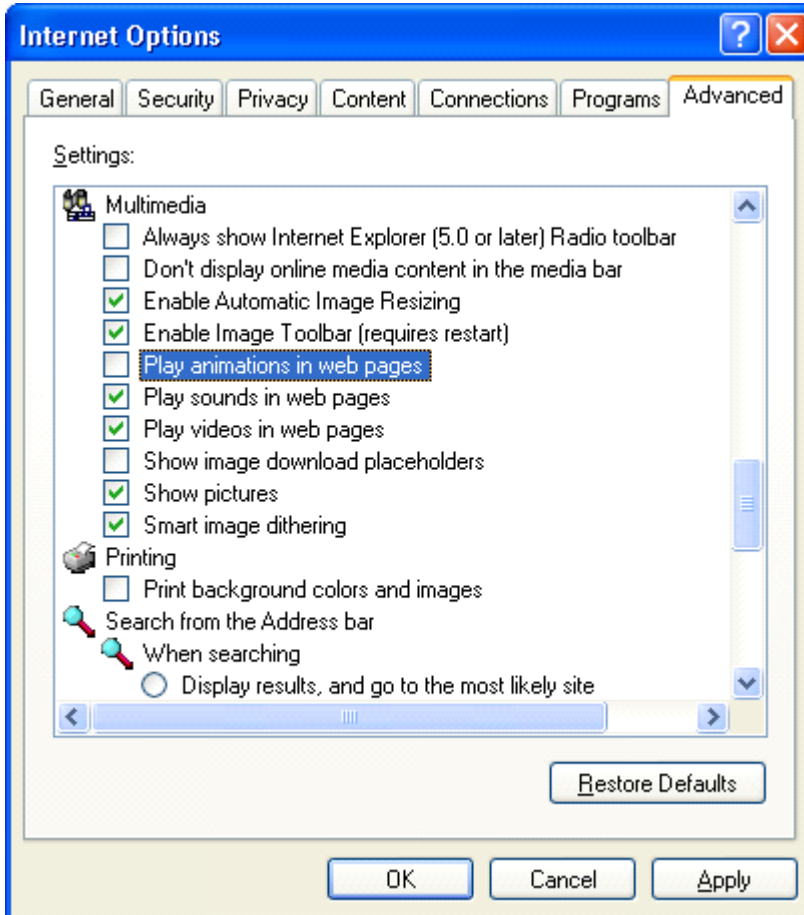 Internet Options
General Security Privacy Content Connections Programs Advanced
Settings:
Multimedia
Always show Internet Explorer (5.0 or later) Radio toolbar
Don't display online media content in the media bar
Enable Automatic Image Resizing
Enable Image Toolbar (requires restart)
Play animations in web pages
Play sounds in web pages
Play videos in web pages
Show image download placeholders
Show pictures
Smart image dithering
Printing
Print background colors and images
Search from the Address bar
When searching
Display results, and go to the most likely site
Restore Defaults
OK Cancel Apply